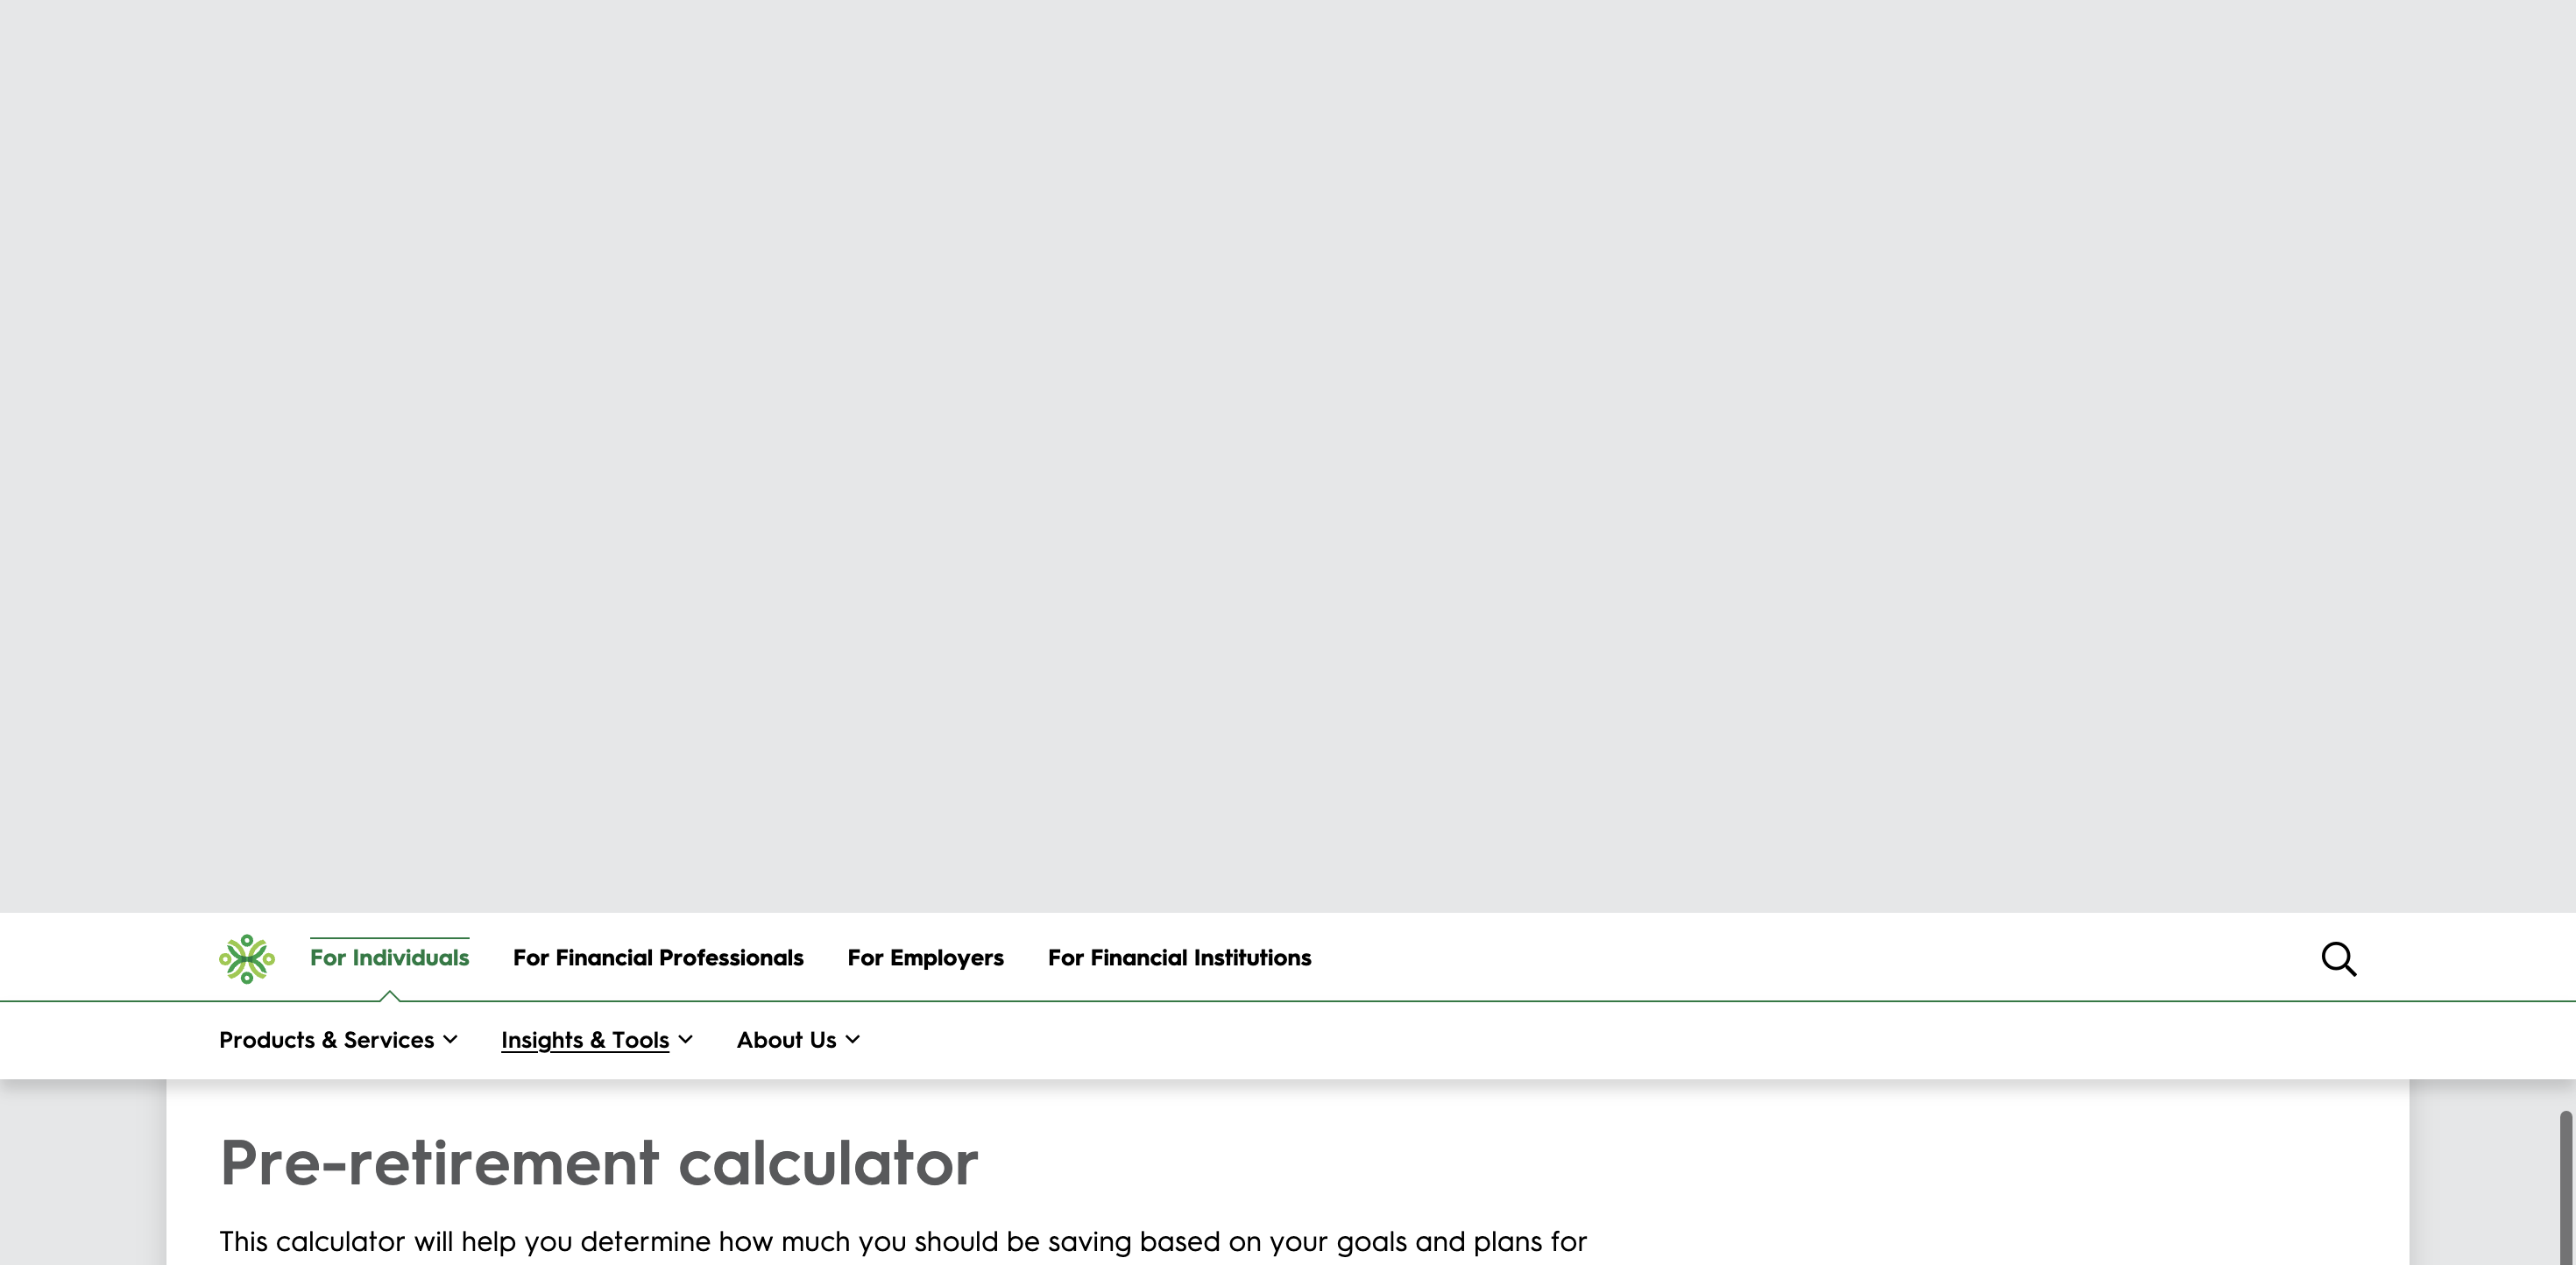 For Individuals For Financial Professionals For Employers For Financial Institutions
Products & Services Insights & Tools About Us
Pre-retirement calculator
This calculator will help you determine how much you should be saving based on your goals and plans for